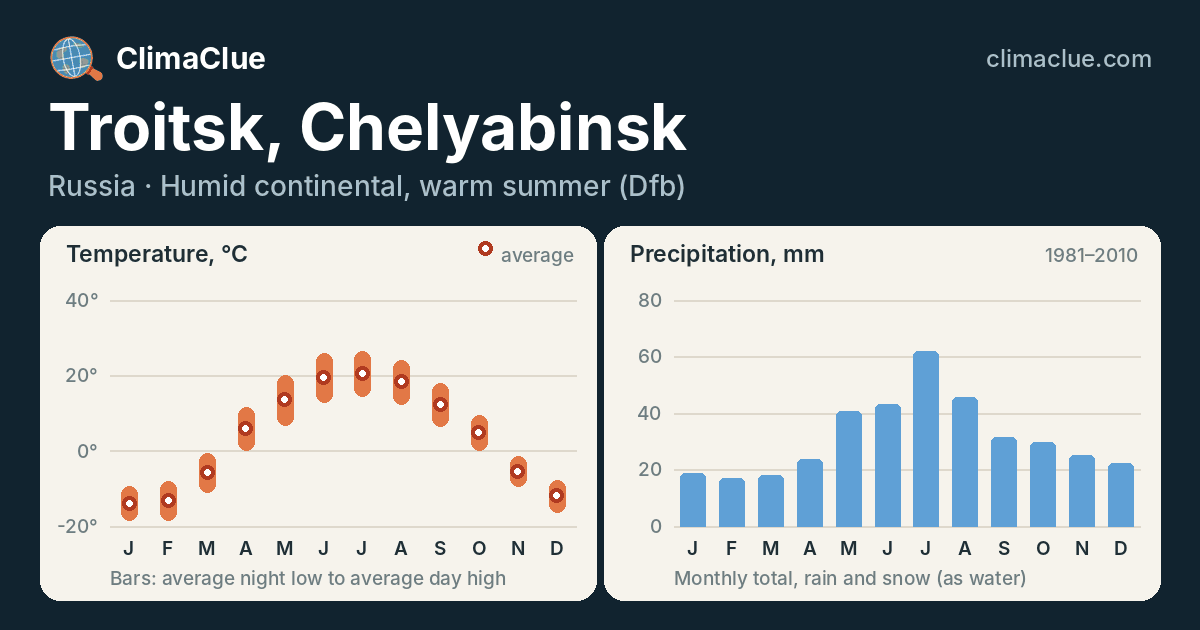 ClimaClue
climaclue.com
Troitsk, Chelyabinsk
Russia · Humid continental, warm summer (Dfb)
Temperature, °C
average
40°
20°
0°
-20°
J F M A M J J A S O N D
Bars: average night low to average day high
Precipitation, mm
1981–2010
80
60
40
20
0
J F M A M J J A S O N D
Monthly total, rain and snow (as water)